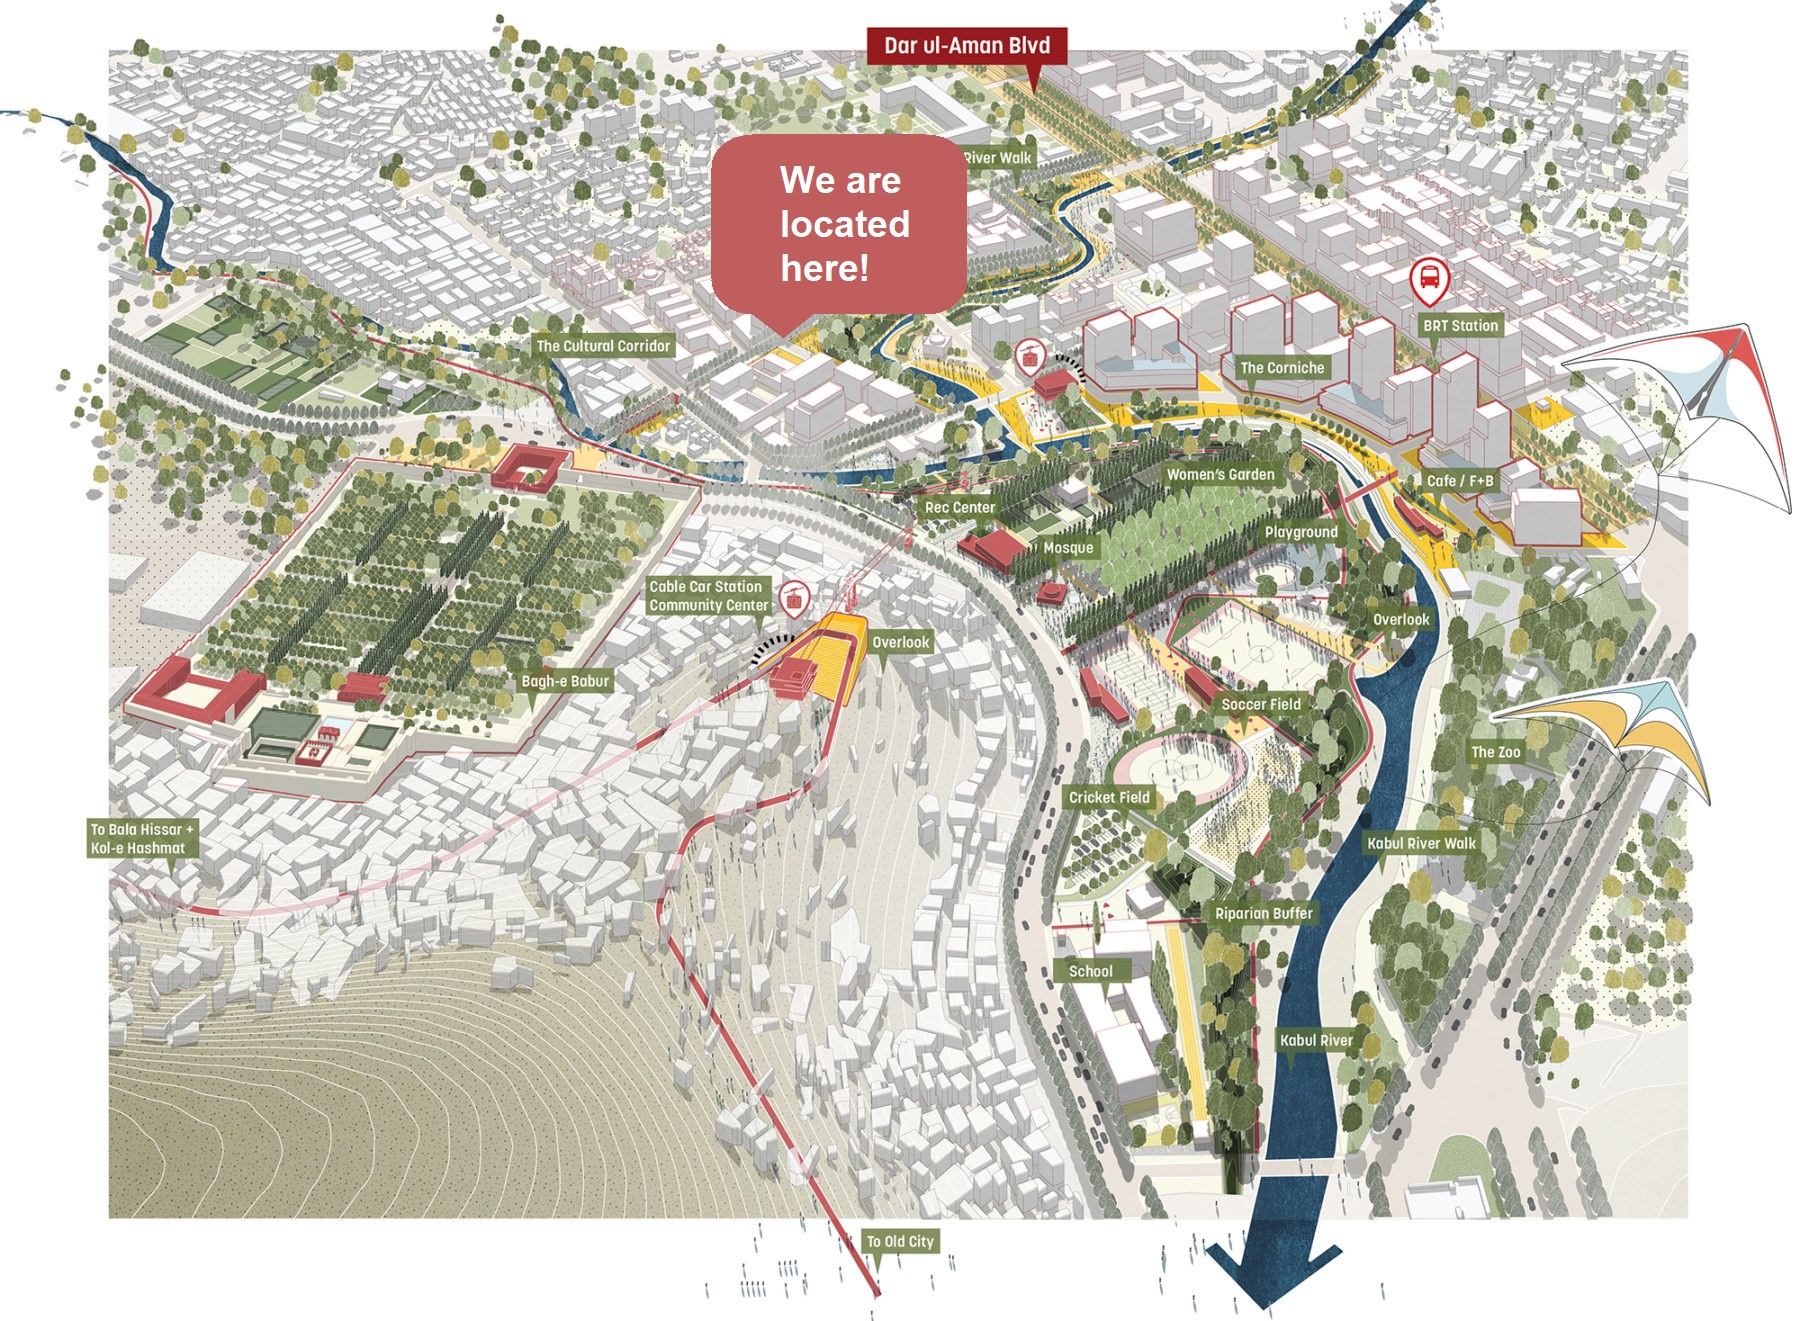 Dar ul-Aman Blvd
River Walk
We are
located
here!
The Cultural Corridor
BRT Station
The Corniche
Women's Garden
Cafe / F+B
Rec Center
Playground
Mosque
Cable Car Station
Community Center
Overlook
Overlook
Bagh-e Babur
Soccer Field
The Zoo
Cricket Field
To Bala Hissar +
Kol-e Hashmat
Kabul River Walk
Riparian Buffer
School
Kabul River
To Old City